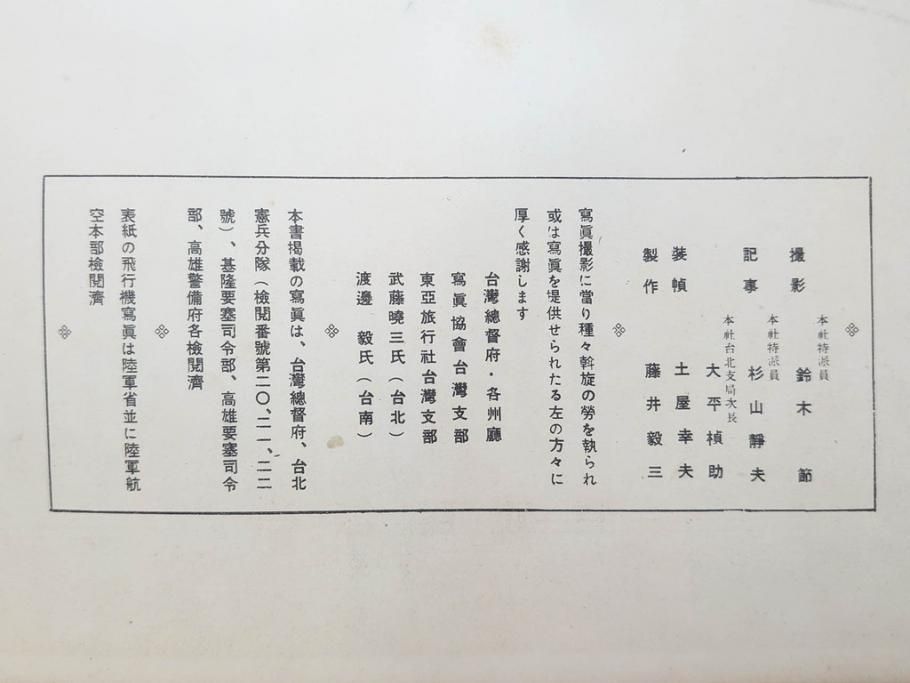 撮影 本社特派員 鈴木 節
記事 本社特派員 杉山靜夫
本社台北支局次長 大平楨助
装幀 土屋幸夫
製作 藤井毅三
寫眞撮影に當り種々斡旋の勞を執られ
或は寫眞を提供せられたる左の方々に
厚く感謝します
台灣總督府・各州廳
寫眞協會台灣支部
東亞旅行社台灣支部
武藤曉三氏(台北)
渡邊 毅氏(台南)
本書揭載の寫眞は、台灣總督府、台北
憲兵分隊(檢閲番號第二〇、二一、二二
號)、基隆要塞司令部、高雄要塞司令
部、高雄警備府各檢閲濟
表紙の飛行機寫眞は陸軍省並に陸軍航
空本部檢閲濟